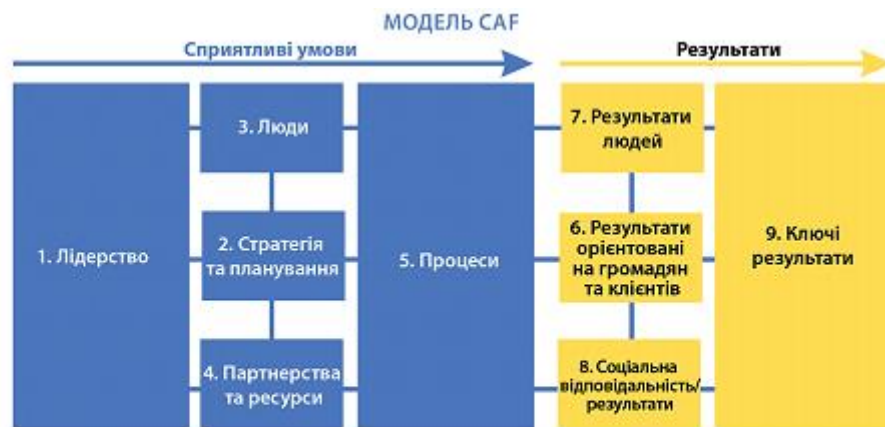 МОДЕЛЬ CAF
Сприятливі умови
Результати
1. Лідерство
3. Люди
2. Стратегія
та планування
4. Партнерства
та ресурси
5. Процеси
7. Результати
людей
6. Результати
орієнтовані
на громадян
та клієнтів
8. Соціальна
відповідальність/
результати
9. Ключі
результати